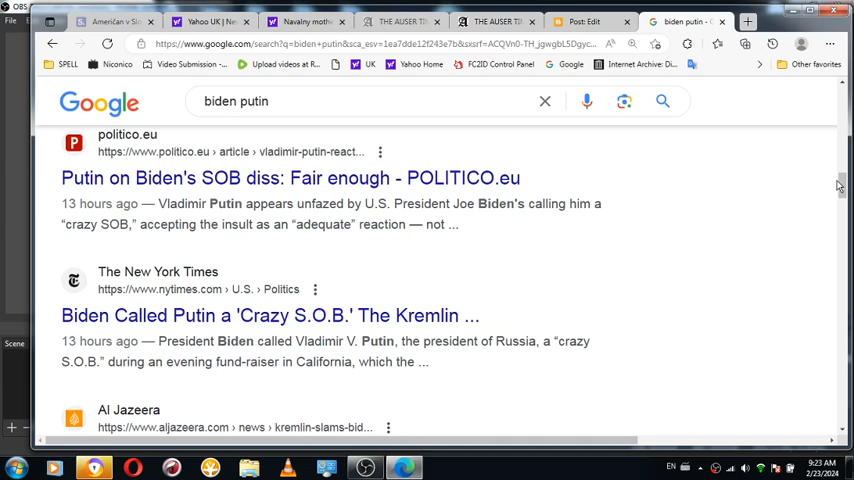 OBS
Američan v Slo
Yahoo UK | Ne
Navalny moth
THE AUSER TI
THE AUSER TI
Post: Edit
biden putin - G
File
https://www.google.com/search?q=biden+putin&sca_esv=1ea7dde12f243e7b&sxsrf=ACQVn0-TH_jgwgbL5Dgyc...
SPELL
Niconico
Video Submission -...
Upload videos at R...
UK
Yahoo Home
FC2ID Control Panel
Google
Internet Archive: Di...
Other favorites
Google
biden putin
politico.eu
https://www.politico.eu › article › vladimir-putin-react...
Putin on Biden's SOB diss: Fair enough - POLITICO.eu
13 hours ago — Vladimir Putin appears unfazed by U.S. President Joe Biden's calling him a
“crazy SOB,” accepting the insult as an “adequate” reaction — not ...
The New York Times
https://www.nytimes.com › U.S. › Politics
Biden Called Putin a 'Crazy S.O.B.' The Kremlin ...
13 hours ago — President Biden called Vladimir V. Putin, the president of Russia, a “crazy
S.O.B.” during an evening fund-raiser in California, which the ...
Scene
Al Jazeera
https://www.aljazeera.com › news › kremlin-slams-bid...
EN
9:23 AM
2/23/2024